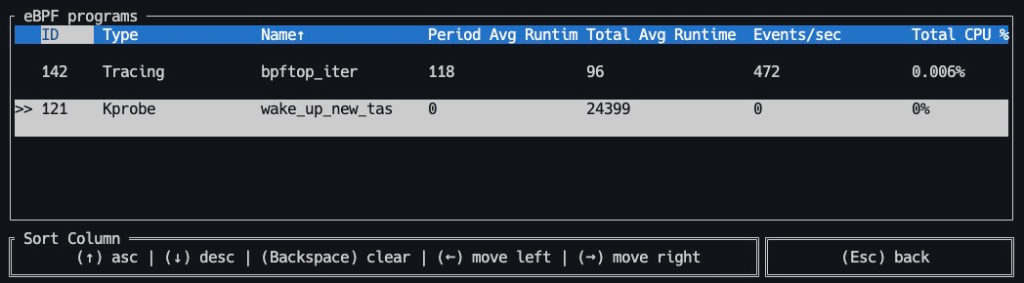 eBPF programs
ID Type Name↑ Period Avg Runtim Total Avg Runtime Events/sec Total CPU %
142 Tracing bpftop_iter 118 96 472 0.006%
>> 121 Kprobe wake_up_new_tas 0 24399 0 0%
Sort Column
(↑) asc | (↓) desc | (Backspace) clear | (←) move left | (→) move right
(Esc) back